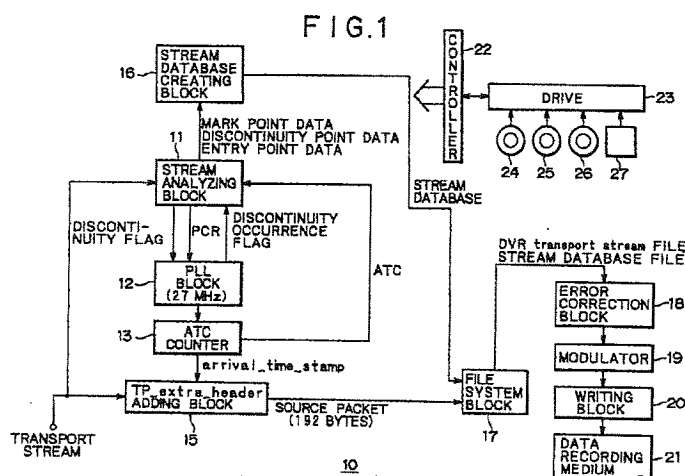 FIG.1
16
STREAM
DATABASE
CREATING
BLOCK
22
CONTROLLER
DRIVE
23
24
25
26
27
MARK POINT DATA
DISCONTINUITY POINT DATA
ENTRY POINT DATA
11
STREAM
ANALYZING
BLOCK
STREAM
DATABASE
DISCONTI-
NUITY FLAG
PCR
DISCONTINUITY
OCCURRENCE
FLAG
ATC
12
PLL
BLOCK
(27 MHz)
13
ATC
COUNTER
arrival_time_stamp
TP_extra_header
ADDING BLOCK
15
SOURCE PACKET
(192 BYTES)
TRANSPORT
STREAM
DVR transport stream FILE
STREAM DATABASE FILE
FILE
SYSTEM
BLOCK
17
ERROR
CORRECTION
BLOCK
18
MODULATOR
19
WRITING
BLOCK
20
DATA
RECORDING
MEDIUM
21
10